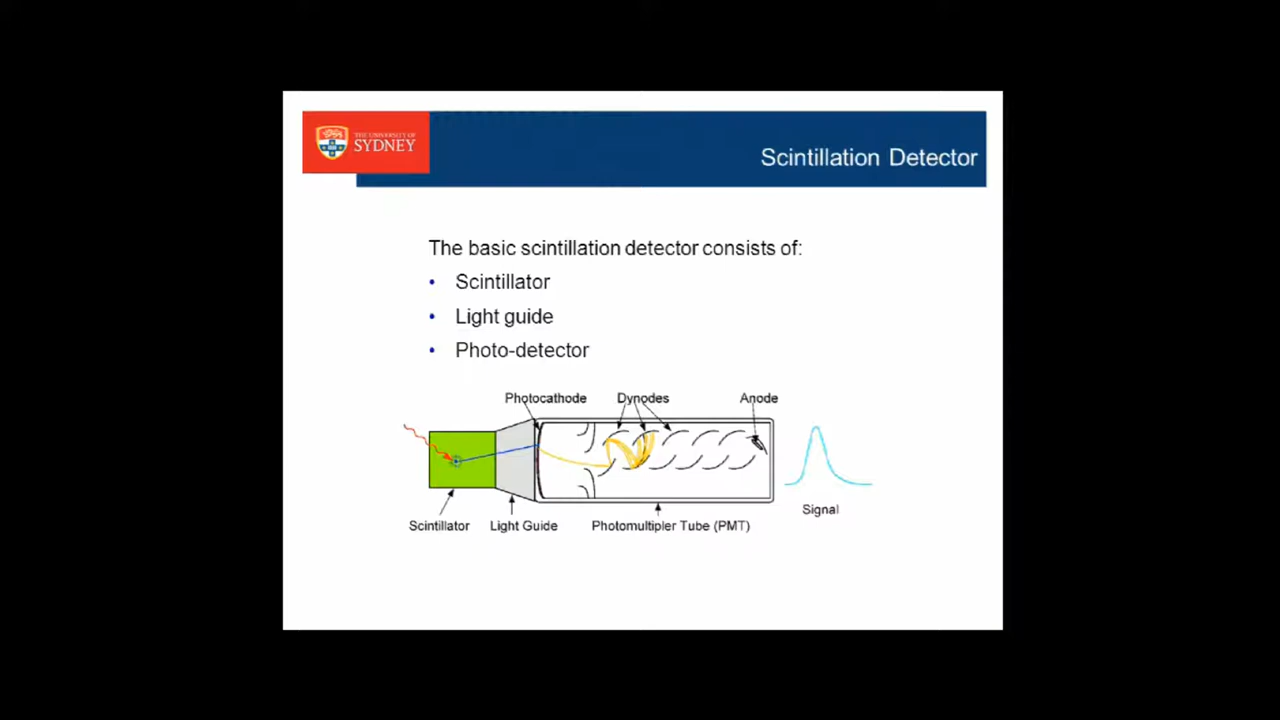 THE UNIVERSITY OF
SYDNEY
Scintillation Detector
The basic scintillation detector consists of:
• Scintillator
• Light guide
• Photo-detector
Photocathode Dynodes Anode
Signal
Scintillator Light Guide Photomultipler Tube (PMT)